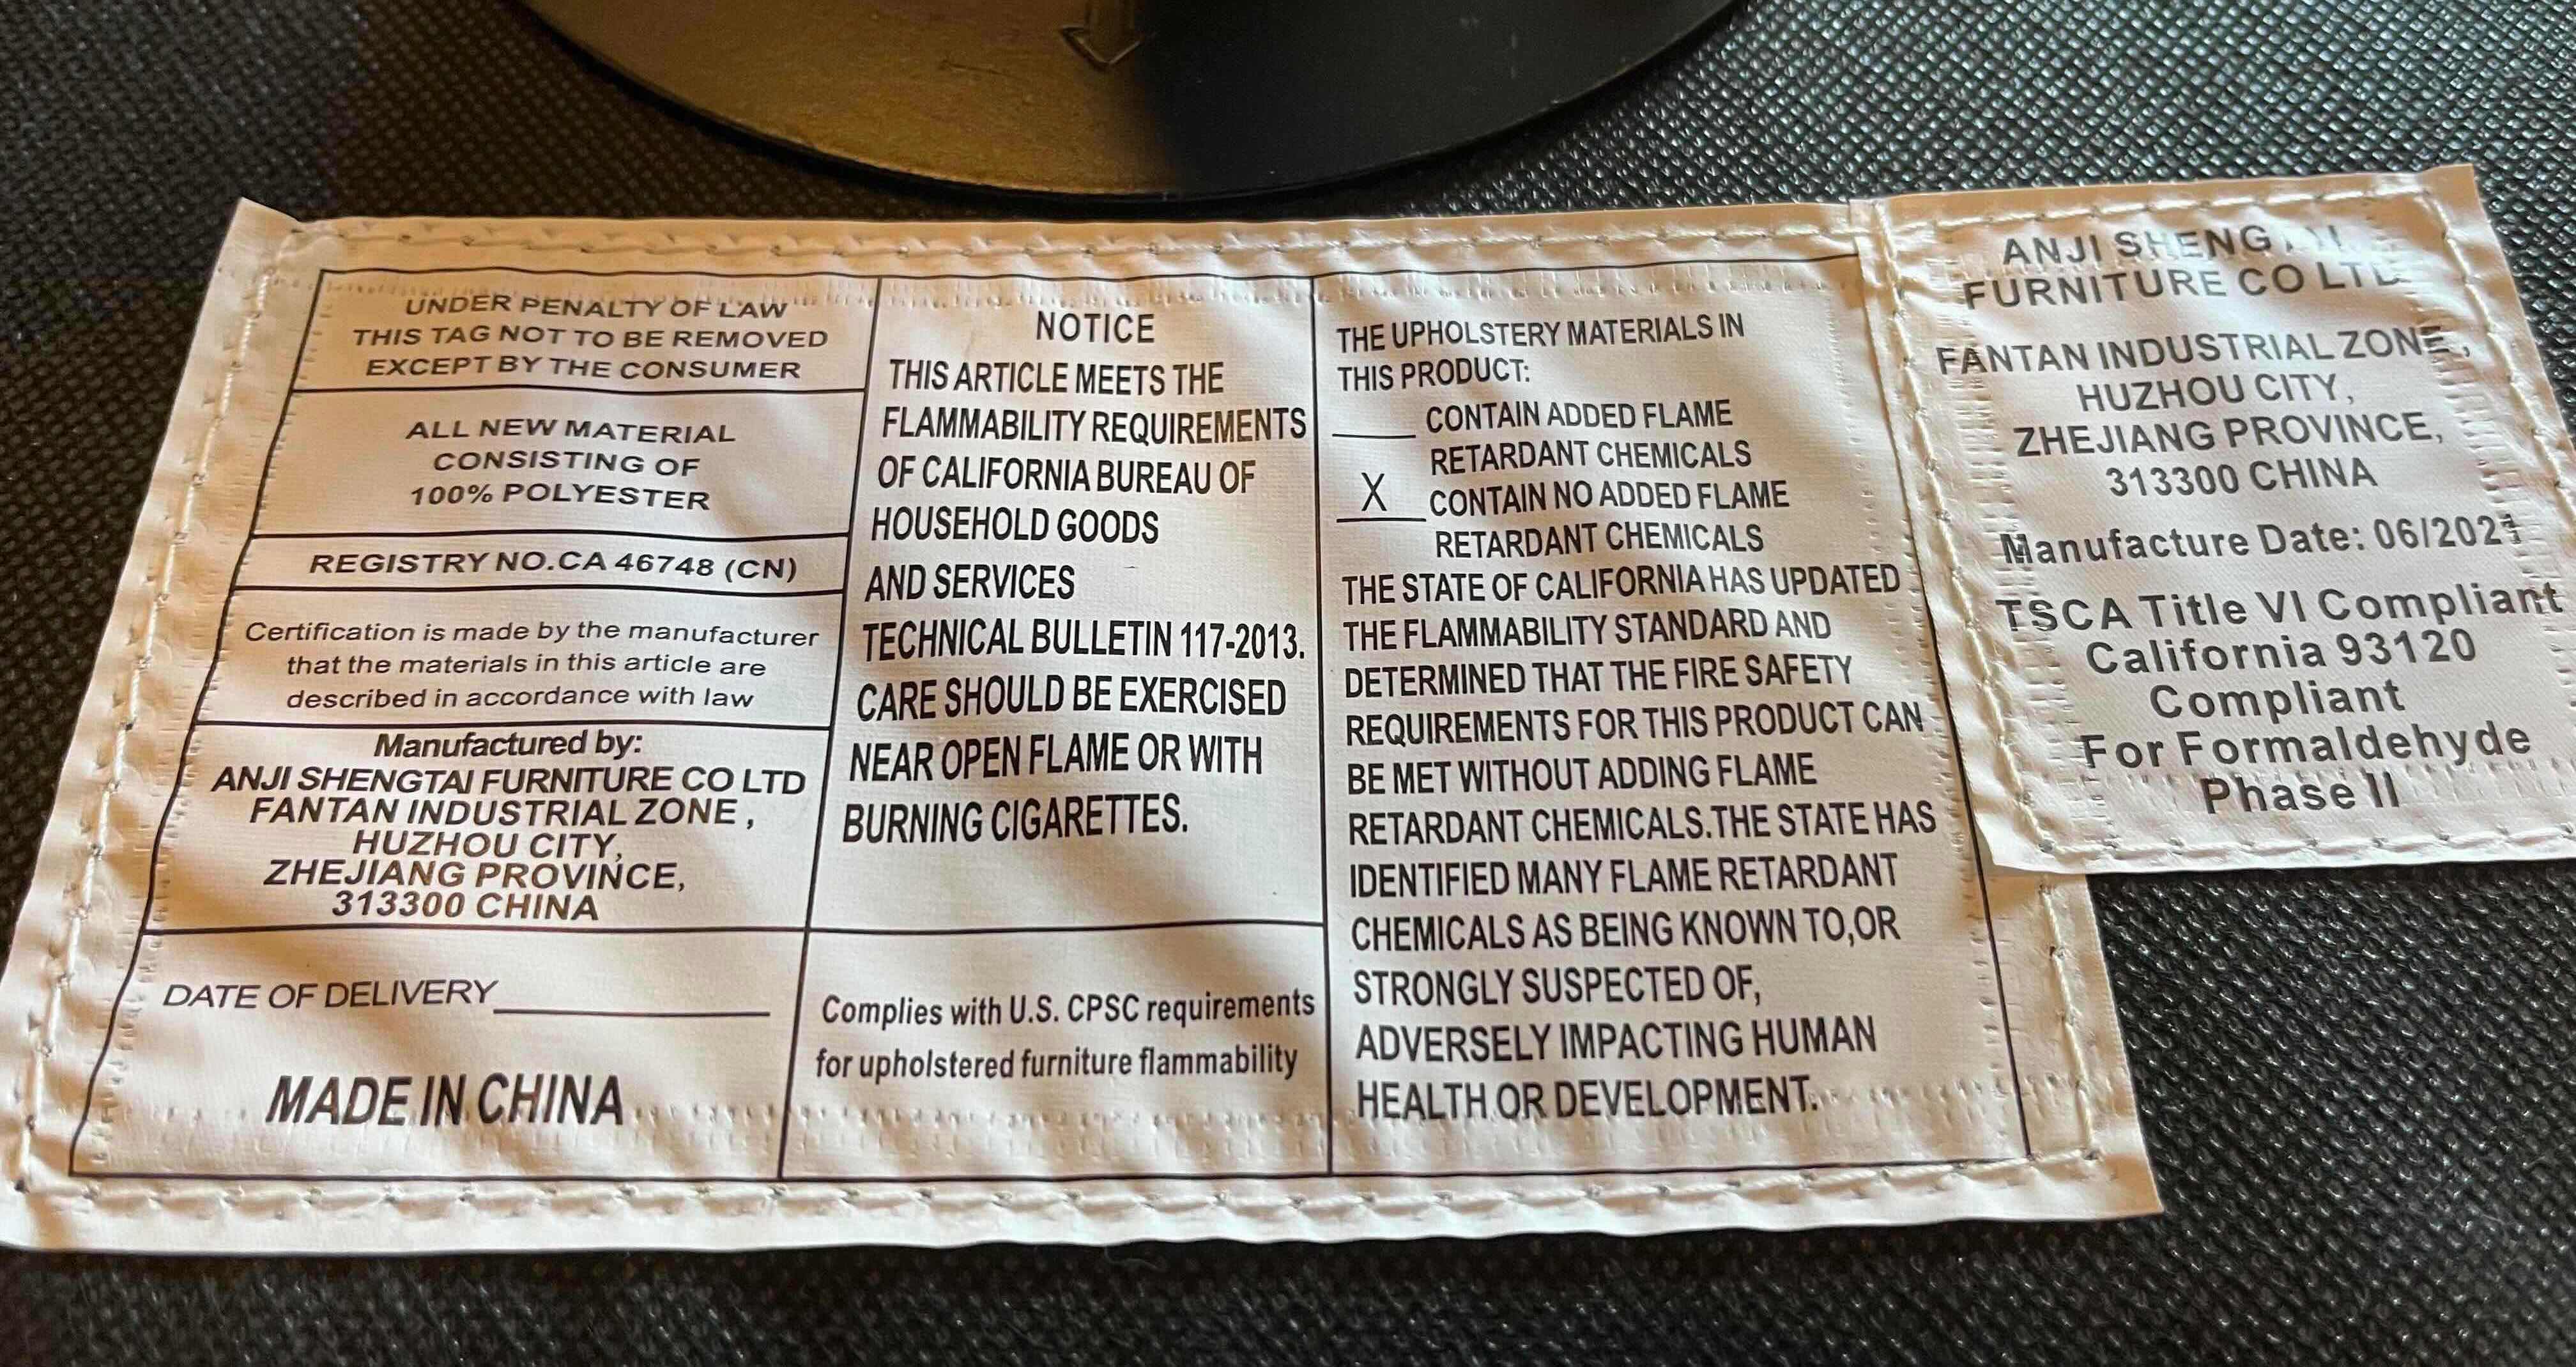 UNDER PENALTY OF LAW
THIS TAG NOT TO BE REMOVED
EXCEPT BY THE CONSUMER
ALL NEW MATERIAL
CONSISTING OF
100% POLYESTER
REGISTRY NO.CA 46748 (CN)
Certification is made by the manufacturer
that the materials in this article are
described in accordance with law
Manufactured by:
ANJI SHENGTAI FURNITURE CO LTD
FANTAN INDUSTRIAL ZONE ,
HUZHOU CITY,
ZHEJIANG PROVINCE,
313300 CHINA
DATE OF DELIVERY
MADE IN CHINA
NOTICE
THIS ARTICLE MEETS THE
FLAMMABILITY REQUIREMENTS
OF CALIFORNIA BUREAU OF
HOUSEHOLD GOODS
AND SERVICES
TECHNICAL BULLETIN 117-2013.
CARE SHOULD BE EXERCISED
NEAR OPEN FLAME OR WITH
BURNING CIGARETTES.
Complies with U.S. CPSC requirements
for upholstered furniture flammability
THE UPHOLSTERY MATERIALS IN
THIS PRODUCT:
CONTAIN ADDED FLAME
RETARDANT CHEMICALS
X CONTAIN NO ADDED FLAME
RETARDANT CHEMICALS
THE STATE OF CALIFORNIA HAS UPDATED
THE FLAMMABILITY STANDARD AND
DETERMINED THAT THE FIRE SAFETY
REQUIREMENTS FOR THIS PRODUCT CAN
BE MET WITHOUT ADDING FLAME
RETARDANT CHEMICALS.THE STATE HAS
IDENTIFIED MANY FLAME RETARDANT
CHEMICALS AS BEING KNOWN TO,OR
STRONGLY SUSPECTED OF,
ADVERSELY IMPACTING HUMAN
HEALTH OR DEVELOPMENT.
ANJI
FURNITURE CO LTD
FANTAN INDUSTRIAL ZONE,
HUZHOU CITY,
ZHEJIANG PROVINCE,
313300 CHINA
Manufacture Date: 06/2021
TSCA Title VI Compliant
California 93120
Compliant
For Formaldehyde
Phase II